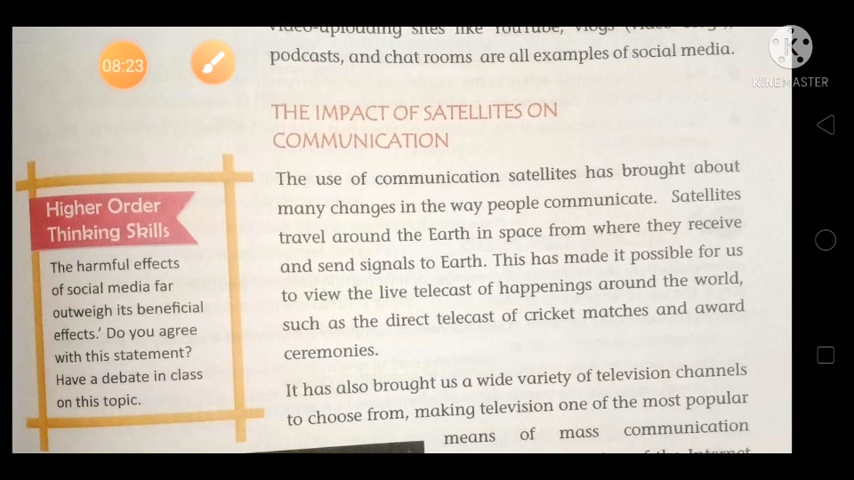 video-uploading sites like YouTube, vlogs
podcasts, and chat rooms are all examples of social media.
08:23
KINEMASTER
THE IMPACT OF SATELLITES ON
COMMUNICATION
The use of communication satellites has brought about
many changes in the way people communicate. Satellites
travel around the Earth in space from where they receive
and send signals to Earth. This has made it possible for us
to view the live telecast of happenings around the world,
such as the direct telecast of cricket matches and award
ceremonies.
It has also brought us a wide variety of television channels
to choose from, making television one of the most popular
means of mass communication
of the Internet
Higher Order
Thinking Skills
The harmful effects
of social media far
outweigh its beneficial
effects.' Do you agree
with this statement?
Have a debate in class
on this topic.